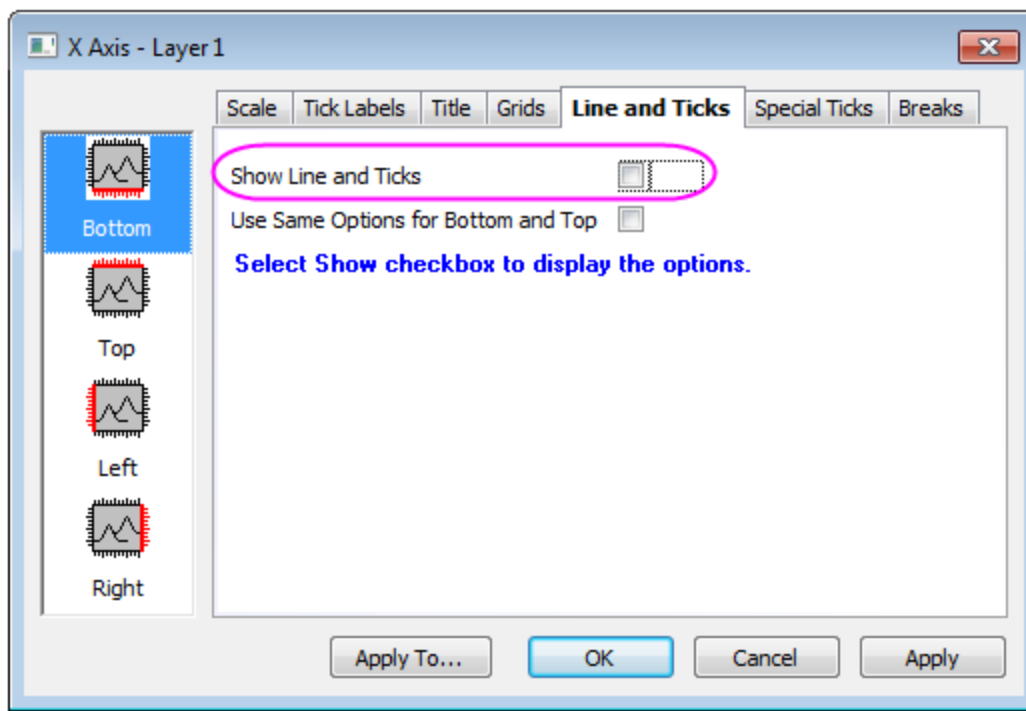 X Axis - Layer 1
Scale Tick Labels Title Grids Line and Ticks Special Ticks Breaks
Bottom
Top
Left
Right
Show Line and Ticks
Use Same Options for Bottom and Top
Select Show checkbox to display the options.
Apply To... OK Cancel Apply